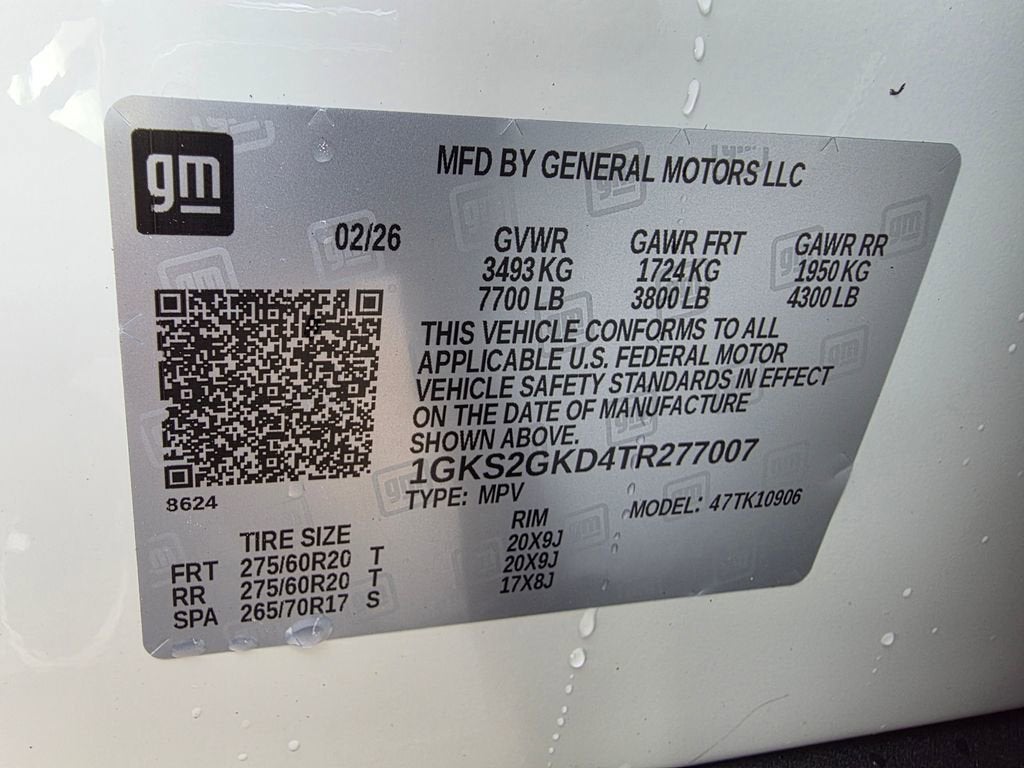 gm
MFD BY GENERAL MOTORS LLC
02/26
GVWR GAWR FRT GAWR RR
3493 KG 1724 KG 1950 KG
7700 LB 3800 LB 4300 LB
THIS VEHICLE CONFORMS TO ALL
APPLICABLE U.S. FEDERAL MOTOR
VEHICLE SAFETY STANDARDS IN EFFECT
ON THE DATE OF MANUFACTURE
SHOWN ABOVE.
1GKS2GKD4TR277007
TYPE: MPV MODEL: 47TK10906
8624
TIRE SIZE RIM
FRT 275/60R20 T 20X9J
RR 275/60R20 T 20X9J
SPA 265/70R17 S 17X8J